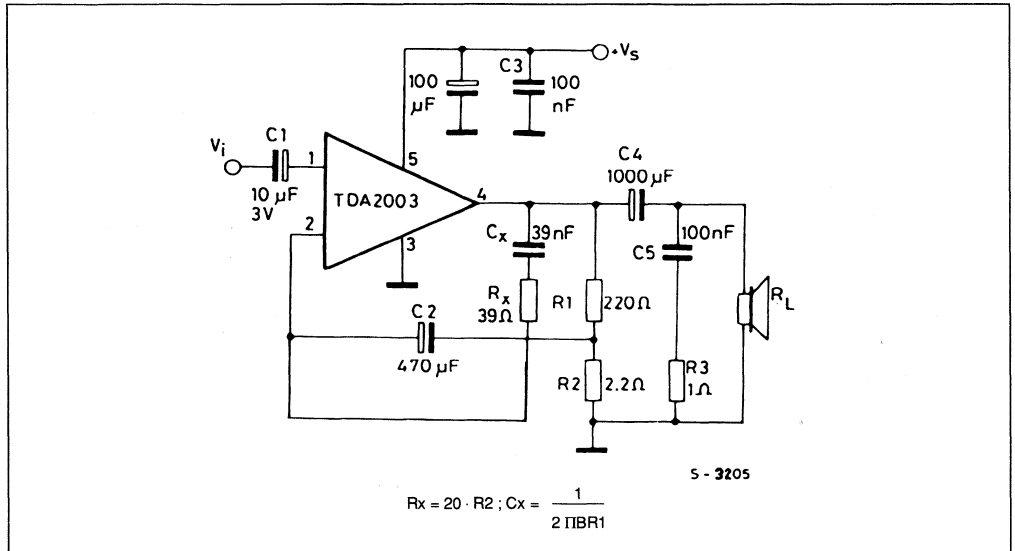 +Vs
100 μF
C3
100 nF
Vi
C1
10 μF
3V
1
2
TDA2003
5
3
4
Cx
39nF
Rx
39Ω
R1
220Ω
C4
1000 μF
100nF
C5
RL
C2
470 μF
R2
2.2Ω
R3
1Ω
S - 3205
Rx = 20 · R2 ; Cx = 1 / 2 ΠBR1